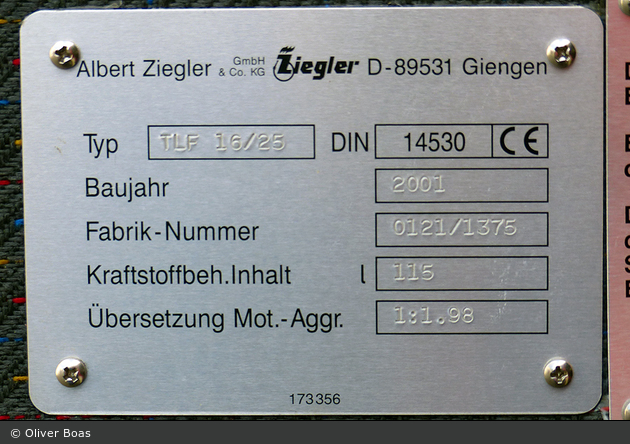 Albert Ziegler GmbH & Co. KG Ziegler D-89531 Giengen
Typ TLF 16/25 DIN 14530 CE
Baujahr 2001
Fabrik-Nummer 0121/1375
Kraftstoffbeh.Inhalt l 115
Übersetzung Mot.-Aggr. 1:1.98
173356
© Oliver Boas